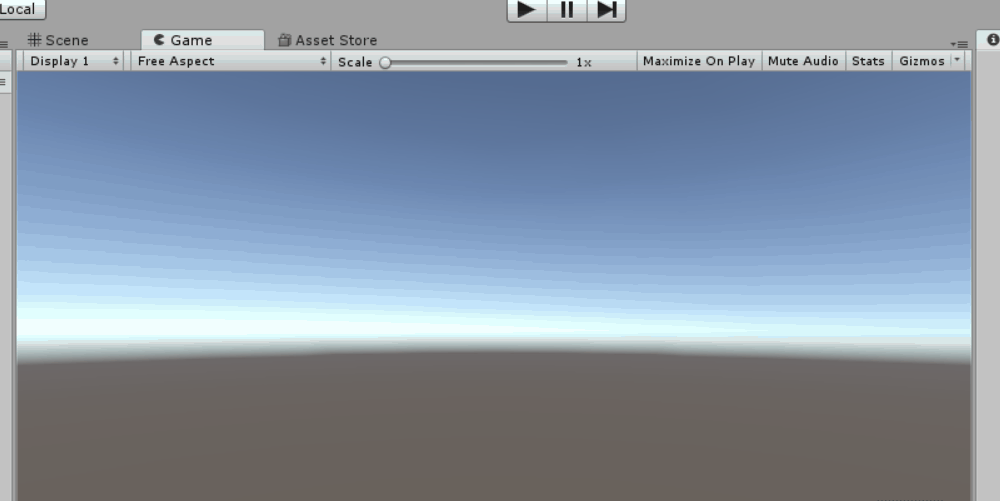 Local
Scene
Game
Asset Store
Display 1
Free Aspect
Scale
1x
Maximize On Play
Mute Audio
Stats
Gizmos